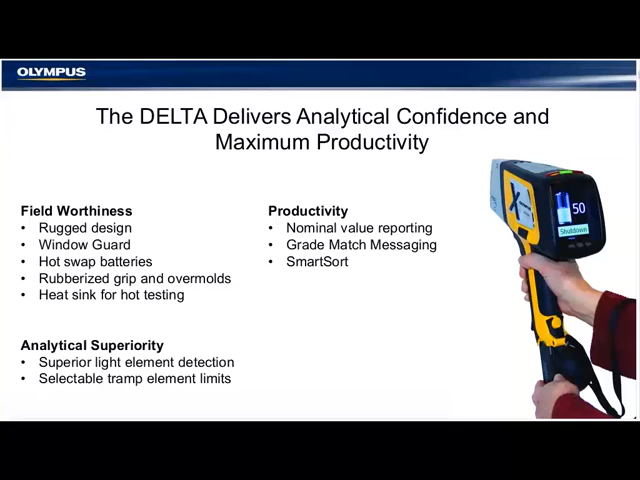 OLYMPUS
The DELTA Delivers Analytical Confidence and
Maximum Productivity
Field Worthiness
• Rugged design
• Window Guard
• Hot swap batteries
• Rubberized grip and overmolds
• Heat sink for hot testing
Analytical Superiority
• Superior light element detection
• Selectable tramp element limits
Productivity
• Nominal value reporting
• Grade Match Messaging
• SmartSort
X
OLYMPUS
50
Shutdown